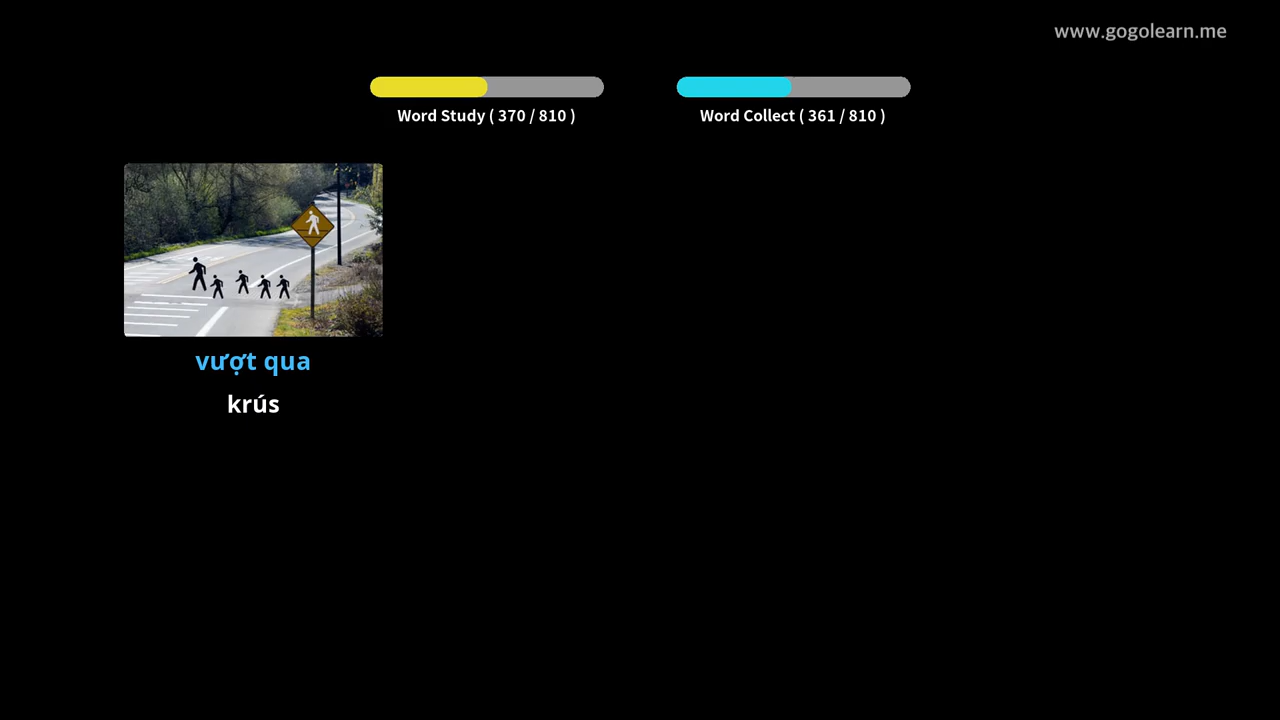 www.gogolearn.me
Word Study ( 370 / 810 )
Word Collect ( 361 / 810 )
vượt qua
krús